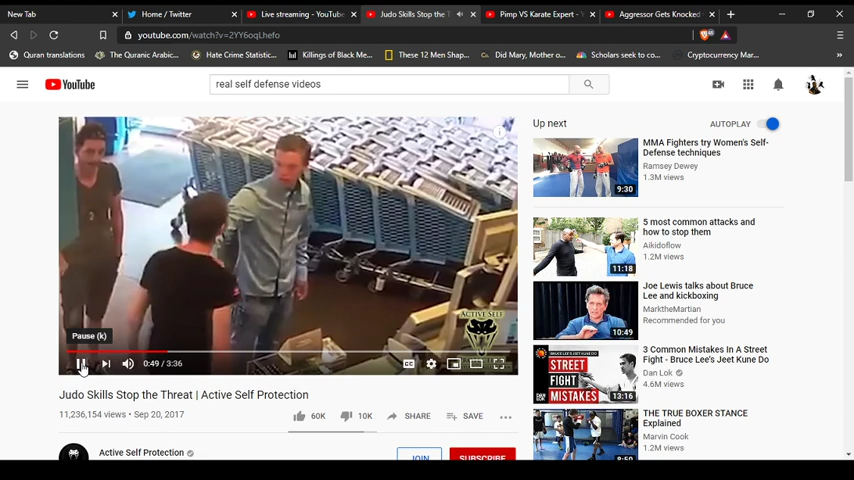 New Tab
Home / Twitter
Live streaming - YouTube
Judo Skills Stop the T
Pimp VS Karate Expert - Y
Aggressor Gets Knocked
youtube.com/watch?v=2YY6oqLhefo
Quran translations
The Quranic Arabic...
Hate Crime Statistic...
Killings of Black Me...
These 12 Men Shap...
Did Mary, Mother o...
Scholars seek to co...
Cryptocurrency Mar...
YouTube
real self defense videos
Up next
AUTOPLAY
MMA Fighters try Women's Self-
Defense techniques
Ramsey Dewey
1.3M views
9:30
5 most common attacks and
how to stop them
Aikidoflow
1.2M views
11:18
Joe Lewis talks about Boxing
Lee and kickboxing
MarktheMartian
Recommended for you
10:49
3 Common Mistakes In A Street
Fight - Bruce Lee's Jeet Kune Do
Dan Lok
4.6M views
STREET
FIGHT
MISTAKES
13:16
THE TRUE BOXER STANCE
Explained
Marvin Cook
1.2M views
8:50
ACTIVE SELF
PROTECTION
Pause (k)
0:49 / 3:36
CC
Judo Skills Stop the Threat | Active Self Protection
11,236,154 views • Sep 20, 2017
60K
10K
SHARE
SAVE
Active Self Protection
JOIN
SUBSCRIBE